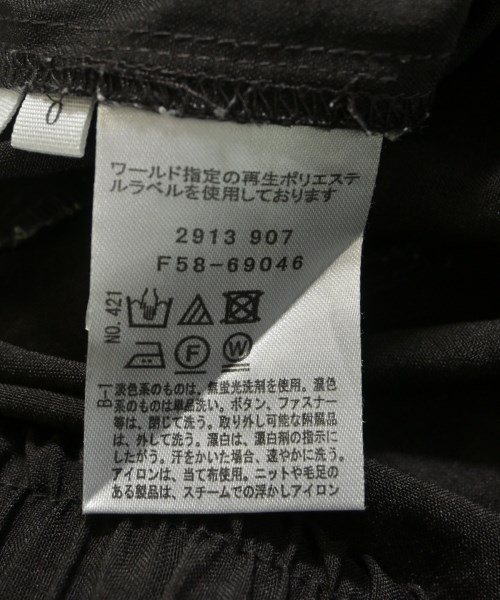 ワールド指定の再生ポリエステ
ルラベルを使用しております
2913 907
F58-69046
NO. 421
F
W
B-1
淡色系のものは、無蛍光洗剤を使用。濃色
系のものは単品洗い。ボタン、ファスナー
等は、閉じて洗う。取り外し可能な附属品
は、外して洗う。漂白は、漂白剤の指示に
したがう。汗をかいた場合、速やかに洗う。
アイロンは、当て布使用。ニットや毛足の
ある製品は、スチームでの浮かしアイロン